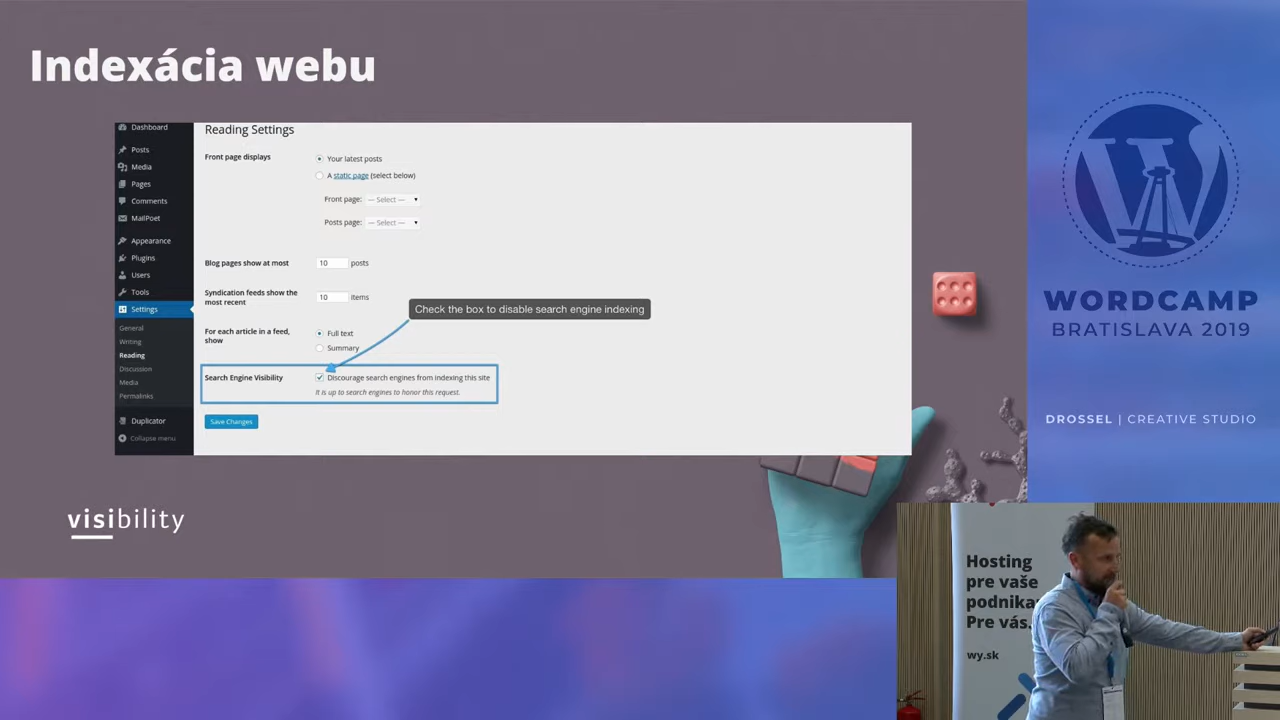 Indexácia webu
Dashboard
Posts
Media
Pages
Comments
MailPoet
Appearance
Plugins
Users
Tools
Settings
General
Writing
Reading
Discussion
Media
Permalinks
Duplicator
Collapse menu
Reading Settings
Front page displays
Your latest posts
A static page (select below)
Front page: — Select —
Posts page: — Select —
Blog pages show at most 10 posts
Syndication feeds show the
most recent
10 items
Check the box to disable search engine indexing
For each article in a feed,
show
Full text
Summary
Search Engine Visibility
Discourage search engines from indexing this site
It is up to search engines to honor this request.
Save Changes
visibility
WORDCAMP
BRATISLAVA 2019
DROSSEL | CREATIVE STUDIO
Hosting
pre vaše
podnika
Pre vás.
wy.sk